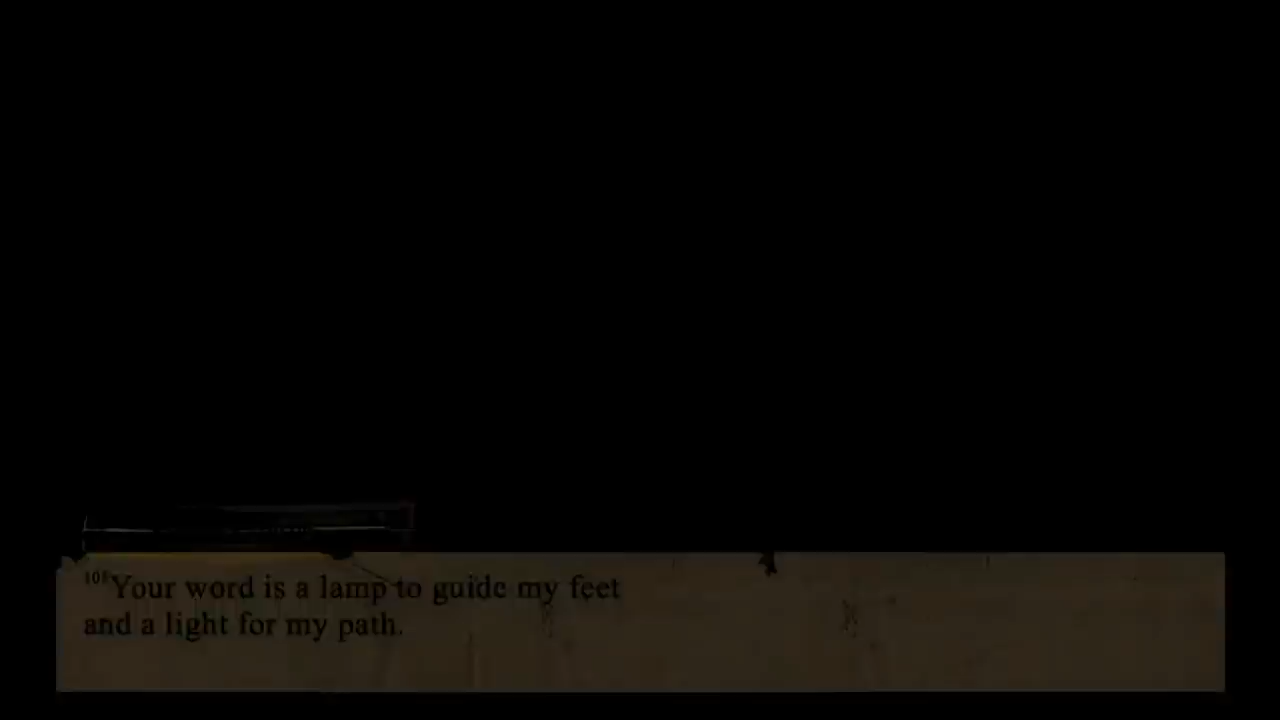 105Your word is a lamp to guide my feet
and a light for my path.